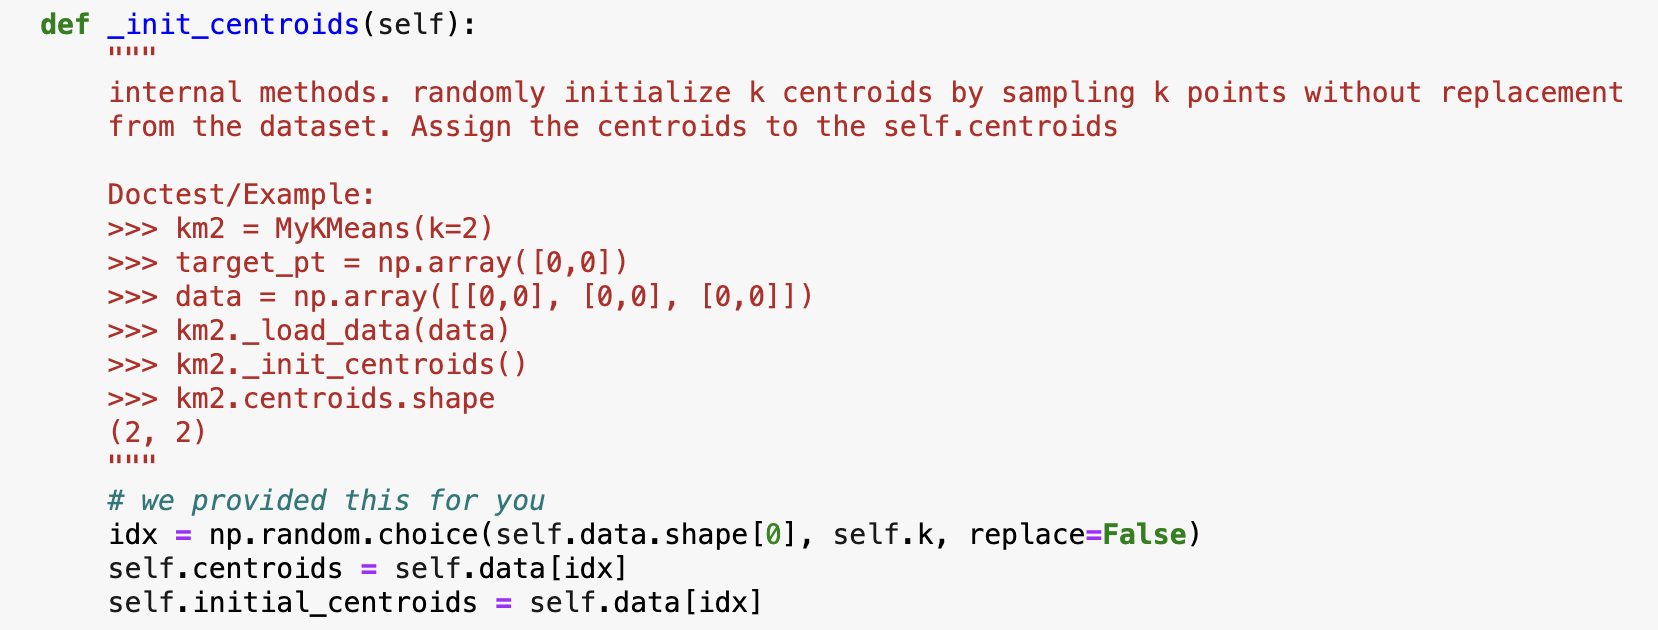 def _init_centroids(self):
"""
internal methods. randomly initialize k centroids by sampling k points without replacement
from the dataset. Assign the centroids to the self.centroids
Doctest/Example:
>>> km2 = MyKMeans(k=2)
>>> target_pt = np.array([0,0])
>>> data = np.array([[0,0], [0,0], [0,0]])
>>> km2._load_data(data)
>>> km2._init_centroids()
>>> km2.centroids.shape
(2, 2)
"""
# we provided this for you
idx = np.random.choice(self.data.shape[0], self.k, replace=False)
self.centroids = self.data[idx]
self.initial_centroids = self.data[idx]